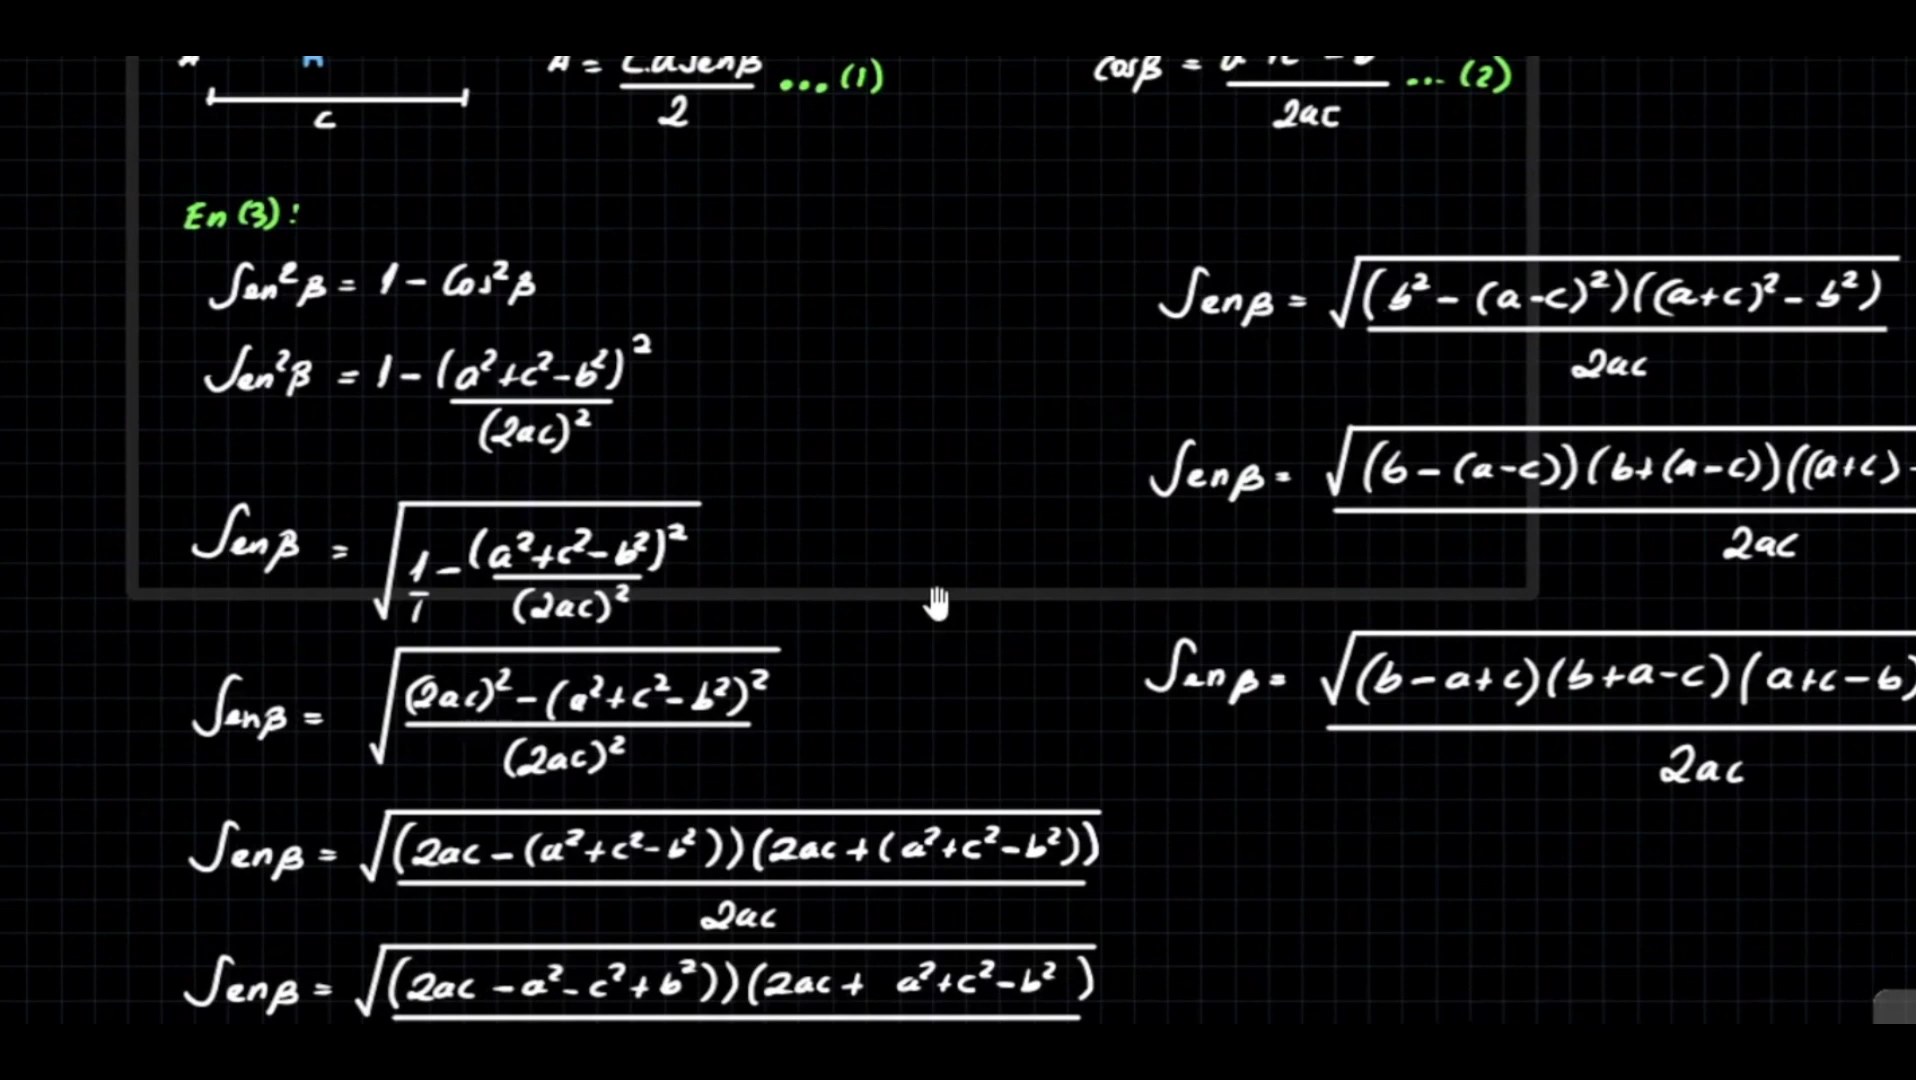 A = c.a Senβ / 2 ... (1)
Cosβ = / 2ac ... (2)
c
En (3):
Sen²β = 1 - Cos²β
Sen²β = 1 - (a²+c²-b²)² / (2ac)²
Senβ = √(1/1 - (a²+c²-b²)² / (2ac)²)
Senβ = √((2ac)² - (a²+c²-b²)² / (2ac)²)
Senβ = √(2ac - (a²+c²-b²))(2ac + (a²+c²-b²)) / 2ac
Senβ = √(2ac - a² - c² + b²))(2ac + a²+c²-b² )
Senβ = √(b² - (a-c)²)((a+c)² - b²) / 2ac
Senβ = √(b - (a-c))(b+(a-c))((a+c) - / 2ac
Senβ = √(b-a+c)(b+a-c)(a+c-b) / 2ac